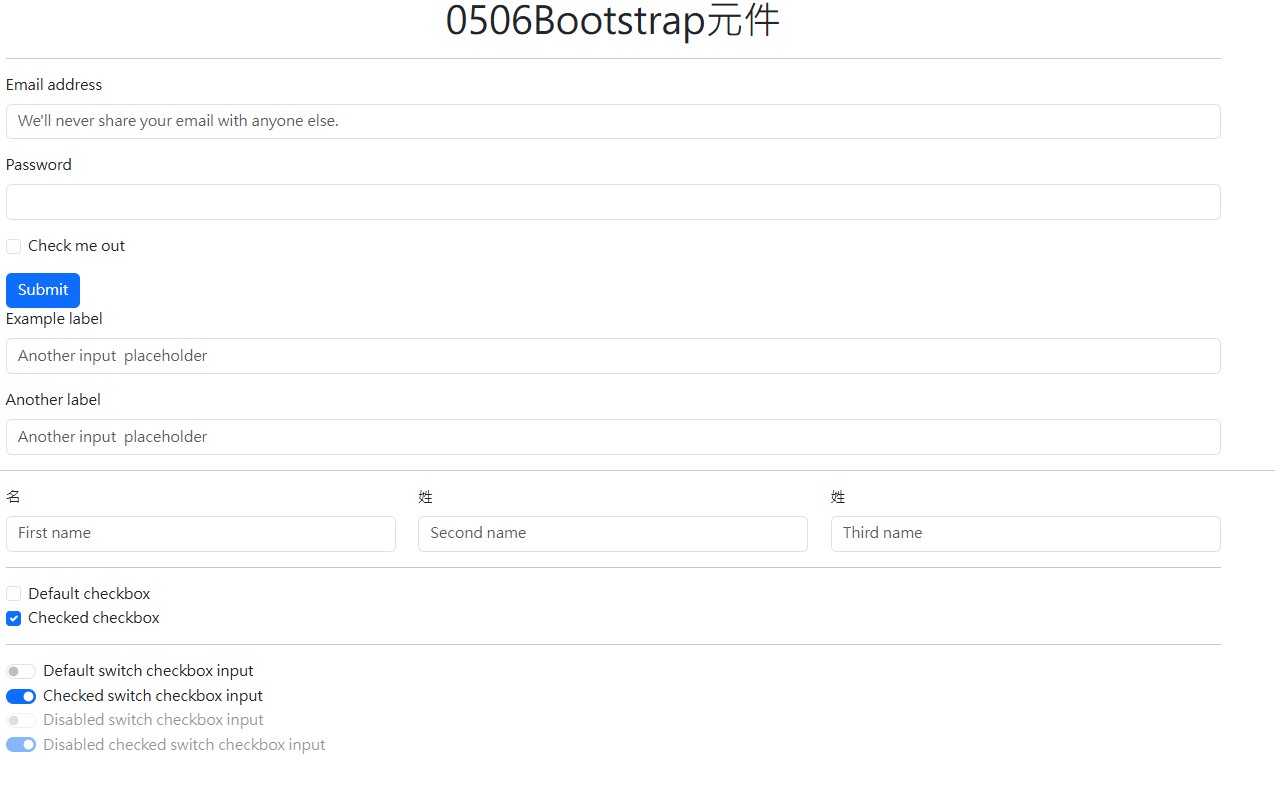 0506Bootstrap元件
Email address
We'll never share your email with anyone else.
Password
Check me out
Submit
Example label
Another input  placeholder
Another label
Another input  placeholder
名 姓 姓
First name Second name Third name
Default checkbox
Checked checkbox
Default switch checkbox input
Checked switch checkbox input
Disabled switch checkbox input
Disabled checked switch checkbox input